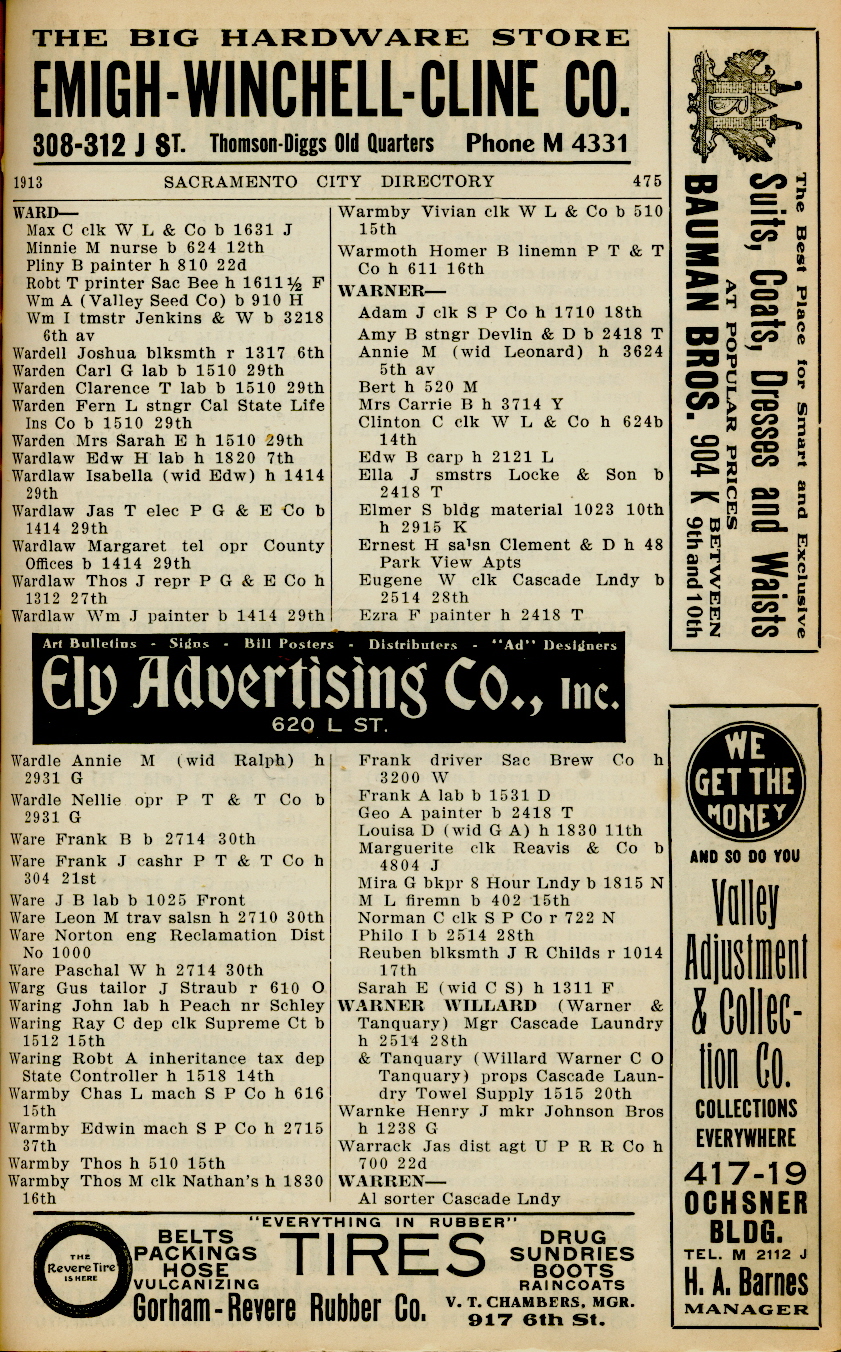 THE BIG HARDWARE STORE
EMIGH-WINCHELL-CLINE CO.
308-312 J ST. Thomson-Diggs Old Quarters Phone M 4331
1913 SACRAMENTO CITY DIRECTORY 475
WARD—
Max C clk W L & Co b 1631 J
Minnie M nurse b 624 12th
Pliny B painter h 810 22d
Robt T printer Sac Bee h 1611½ F
Wm A (Valley Seed Co) b 910 H
Wm I tmstr Jenkins & W b 3218
6th av
Wardell Joshua blksmth r 1317 6th
Warden Carl G lab b 1510 29th
Warden Clarence T lab b 1510 29th
Warden Fern L stngr Cal State Life
Ins Co b 1510 29th
Warden Mrs Sarah E h 1510 29th
Wardlaw Edw H lab h 1820 7th
Wardlaw Isabella (wid Edw) h 1414
29th
Wardlaw Jas T elec P G & E Co b
1414 29th
Wardlaw Margaret tel opr County
Offices b 1414 29th
Wardlaw Thos J repr P G & E Co h
1312 27th
Wardlaw Wm J painter b 1414 29th
Warmby Vivian clk W L & Co b 510
15th
Warmoth Homer B linemn P T & T
Co h 611 16th
WARNER—
Adam J clk S P Co h 1710 18th
Amy B stngr Devlin & D b 2418 T
Annie M (wid Leonard) h 3624
5th av
Bert h 520 M
Mrs Carrie B h 3714 Y
Clinton C clk W L & Co h 624b
14th
Edw B carp h 2121 L
Ella J smstrs Locke & Son b
2418 T
Elmer S bldg material 1023 10th
h 2915 K
Ernest H sa'sn Clement & D h 48
Park View Apts
Eugene W clk Cascade Lndy b
2514 28th
Ezra F painter h 2418 T
Art Bulletins - Signs - Bill Posters - Distributers - "Ad" Designers
Ely Advertising Co., Inc.
620 L ST.
Wardle Annie M (wid Ralph) h
2931 G
Wardle Nellie opr P T & T Co b
2931 G
Ware Frank B b 2714 30th
Ware Frank J cashr P T & T Co h
304 21st
Ware J B lab b 1025 Front
Ware Leon M trav salsn h 2710 30th
Ware Norton eng Reclamation Dist
No 1000
Ware Paschal W h 2714 30th
Warg Gus tailor J Straub r 610 O
Waring John lab h Peach nr Schley
Waring Ray C dep clk Supreme Ct b
1512 15th
Waring Robt A inheritance tax dep
State Controller h 1518 14th
Warmby Chas L mach S P Co h 616
15th
Warmby Edwin mach S P Co h 2715
37th
Warmby Thos h 510 15th
Warmby Thos M clk Nathan's h 1830
16th
Frank driver Sac Brew Co h
3200 W
Frank A lab b 1531 D
Geo A painter b 2418 T
Louisa D (wid G A) h 1830 11th
Marguerite clk Reavis & Co b
4804 J
Mira G bkpr 8 Hour Lndy b 1815 N
M L firemn b 402 15th
Norman C clk S P Co r 722 N
Philo I b 2514 28th
Reuben blksmth J R Childs r 1014
17th
Sarah E (wid C S) h 1311 F
WARNER WILLARD (Warner &
Tanquary) Mgr Cascade Laundry
h 2514 28th
& Tanquary (Willard Warner C O
Tanquary) props Cascade Laun-
dry Towel Supply 1515 20th
Warnke Henry J mkr Johnson Bros
h 1238 G
Warrack Jas dist agt U P R R Co h
700 22d
WARREN—
Al sorter Cascade Lndy
The Best Place for Smart and Exclusive
Suits, Coats, Dresses and Waists
AT POPULAR PRICES
BAUMAN BROS. 904 K BETWEEN 9th and 10th
B
WE
GET THE
MONEY
AND SO DO YOU
Valley
Adjustment
& Collec-
tion Co.
COLLECTIONS
EVERYWHERE
417-19
OCHSNER
BLDG.
TEL. M 2112 J
H. A. Barnes
MANAGER
"EVERYTHING IN RUBBER"
THE
Revere Tire
IS HERE
BELTS
PACKINGS
HOSE
VULCANIZING
TIRES
DRUG
SUNDRIES
BOOTS
RAINCOATS
Gorham-Revere Rubber Co.
V. T. CHAMBERS, MGR.
917 6th St.